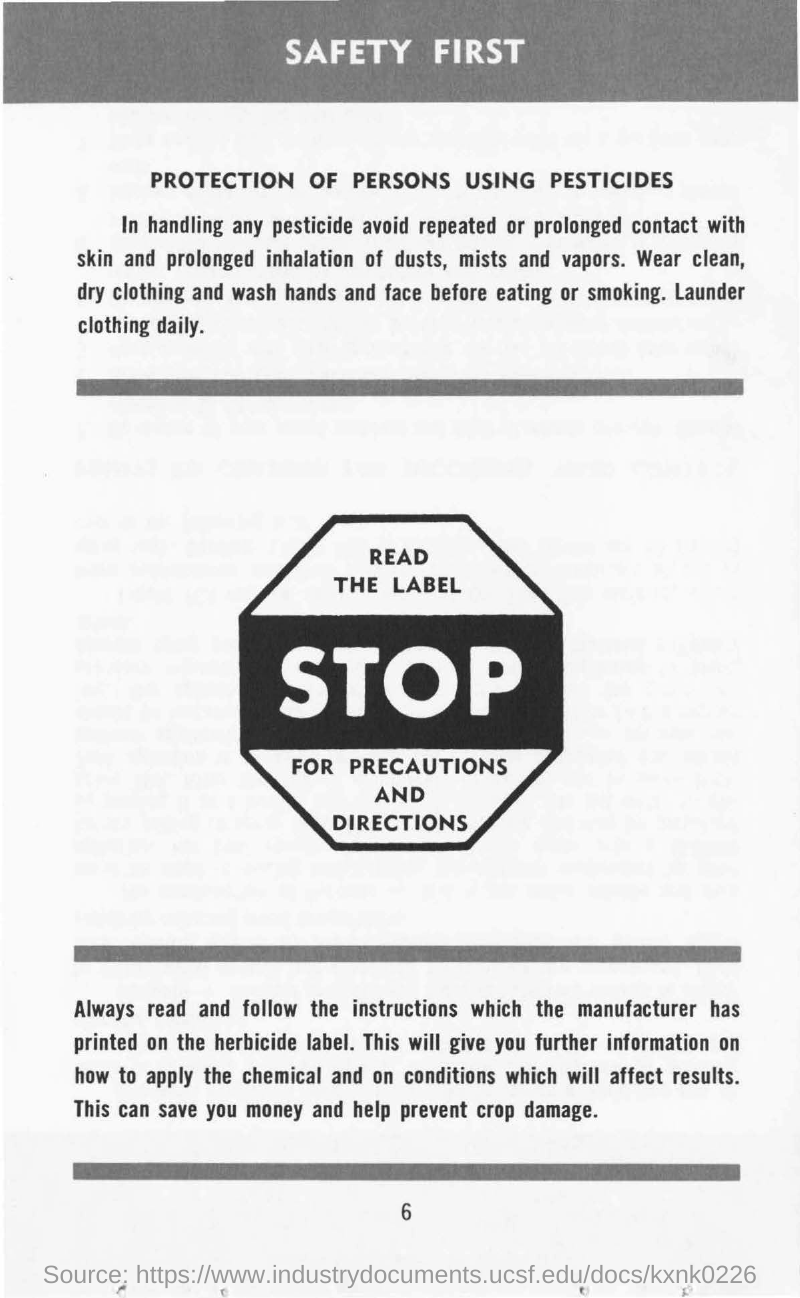 SAFETY FIRST
PROTECTION OF PERSONS USING PESTICIDES
In handling any pesticide avoid repeated or prolonged contact with
skin and prolonged inhalation of dusts, mists and vapors. Wear clean,
dry clothing and wash hands and face before eating or smoking. Launder
clothing daily.
READ
THE LABEL
STOP
FOR PRECAUTIONS
AND
DIRECTIONS
Always read and follow the instructions which the manufacturer has
printed on the herbicide label. This will give you further information on
how to apply the chemical and on conditions which will affect results.
This can save you money and help prevent crop damage.
6
Source: https://www.industrydocuments.ucsf.edu/docs/kxnk0226